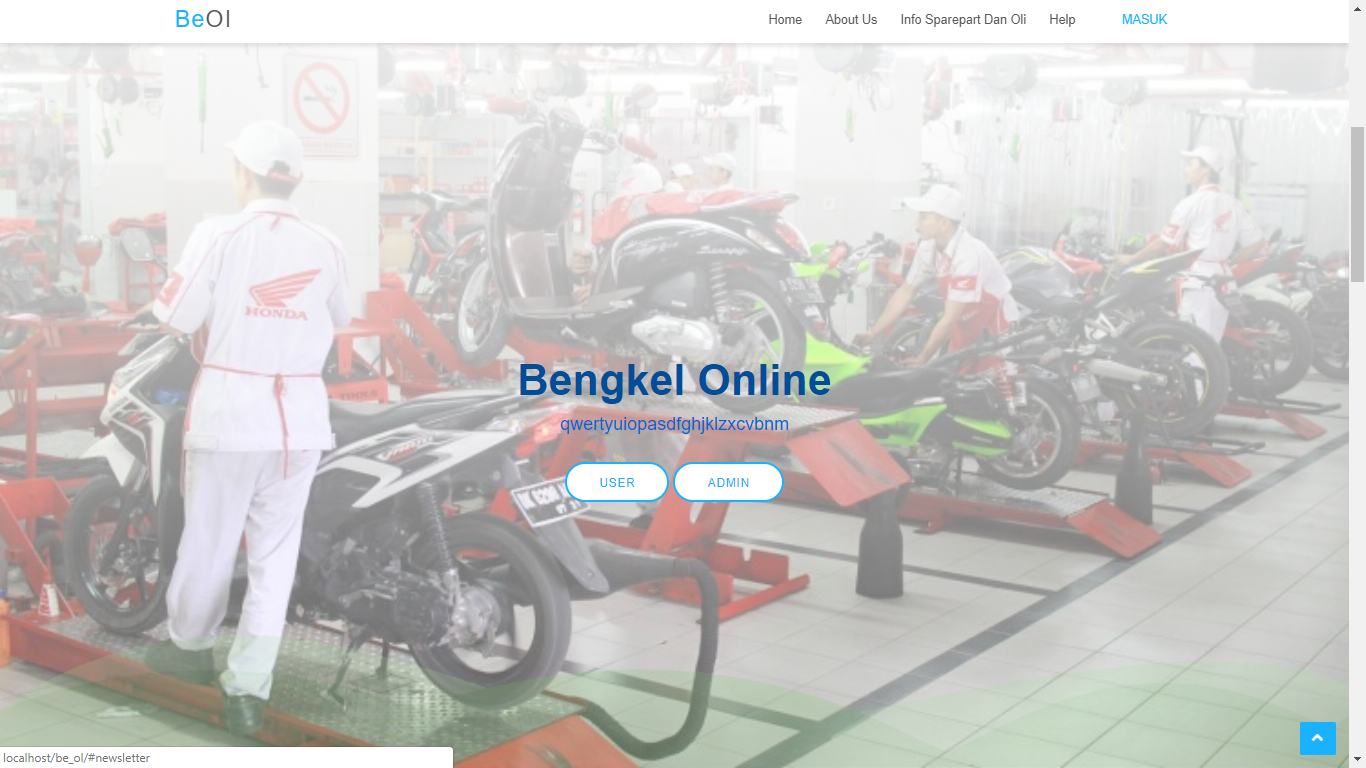 BeOl
Home About Us Info Sparepart Dan Oli Help MASUK
HONDA
Bengkel Online
qwertyuiopasdfghjklzxcvbnm
USER ADMIN
localhost/be_ol/#newsletter